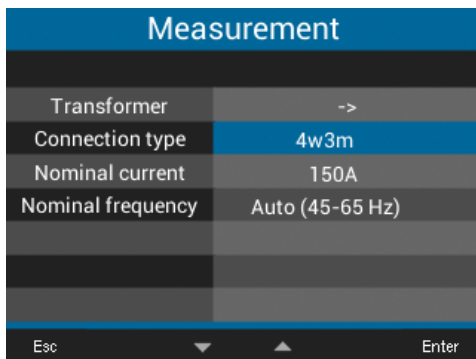 Measurement
Transformer ->
Connection type 4w3m
Nominal current 150A
Nominal frequency Auto (45-65 Hz)
Esc Enter